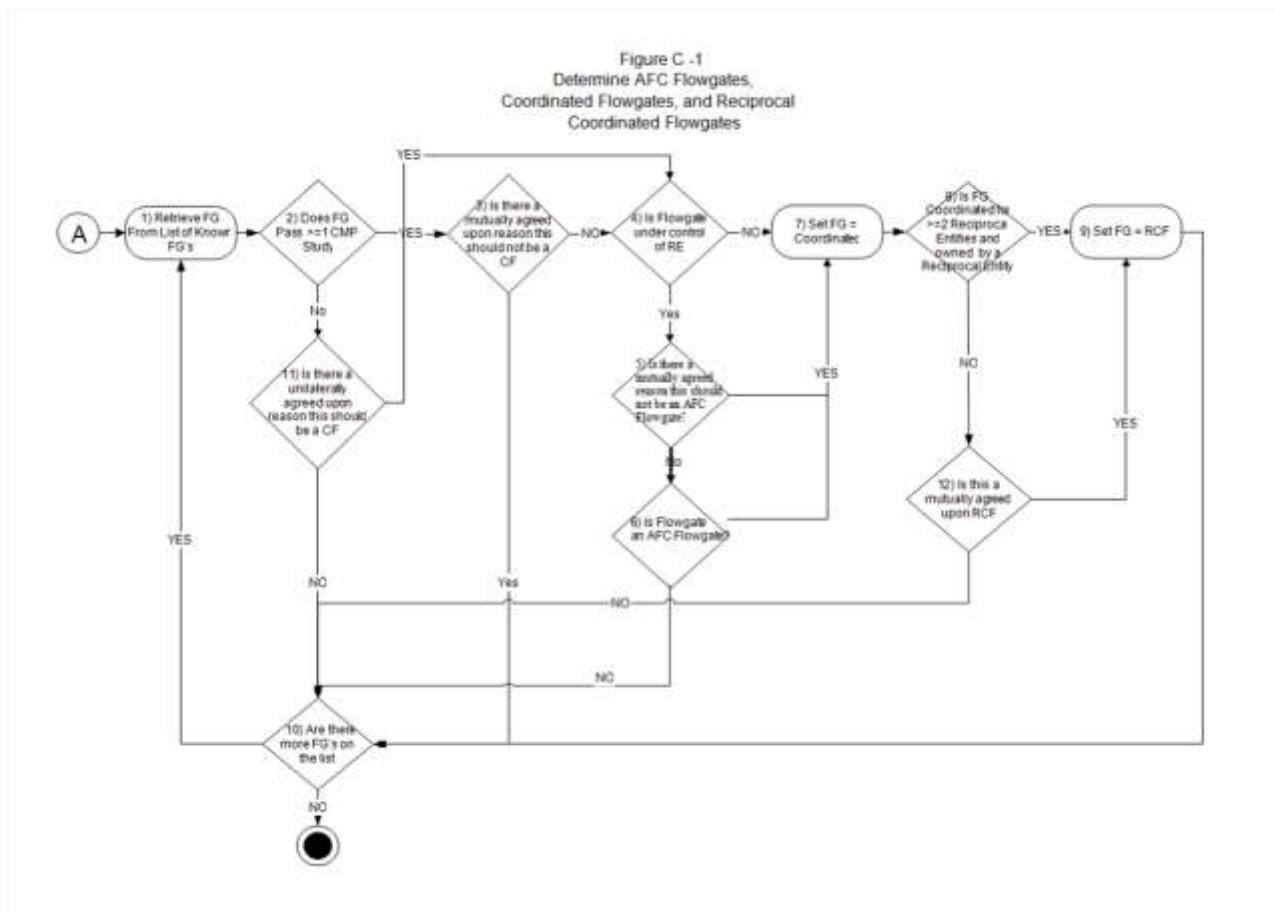 Figure C -1
Determine AFC Flowgates,
Coordinated Flowgates, and Reciprocal
Coordinated Flowgates
YES
A
1) Retrieve FG
From List of Known
FG's
2) Does FG
Pass >=1 CMP
Study
YES
3) Is there a
mutually agreed
upon reason this
should not be a
CF
NO
4) Is Flowgate
under control
of RE
NO
7) Set FG =
Coordinated
8) Is FG
Coordinated for
>=2 Reciprocal
Entities and
owned by a
Reciprocal Entity
YES
9) Set FG = RCF
No
Yes
11) Is there a
unilaterally
agreed upon
reason this should
be a CF
5) Is there a
mutually agreed
reason this should
not be an AFC
Flowgate?
YES
NO
YES
No
12) Is this a
mutually agreed
upon RCF
6) Is Flowgate
an AFC Flowgate?
YES
NO
Yes
NO
NO
10) Are there
more FG's on
the list
NO